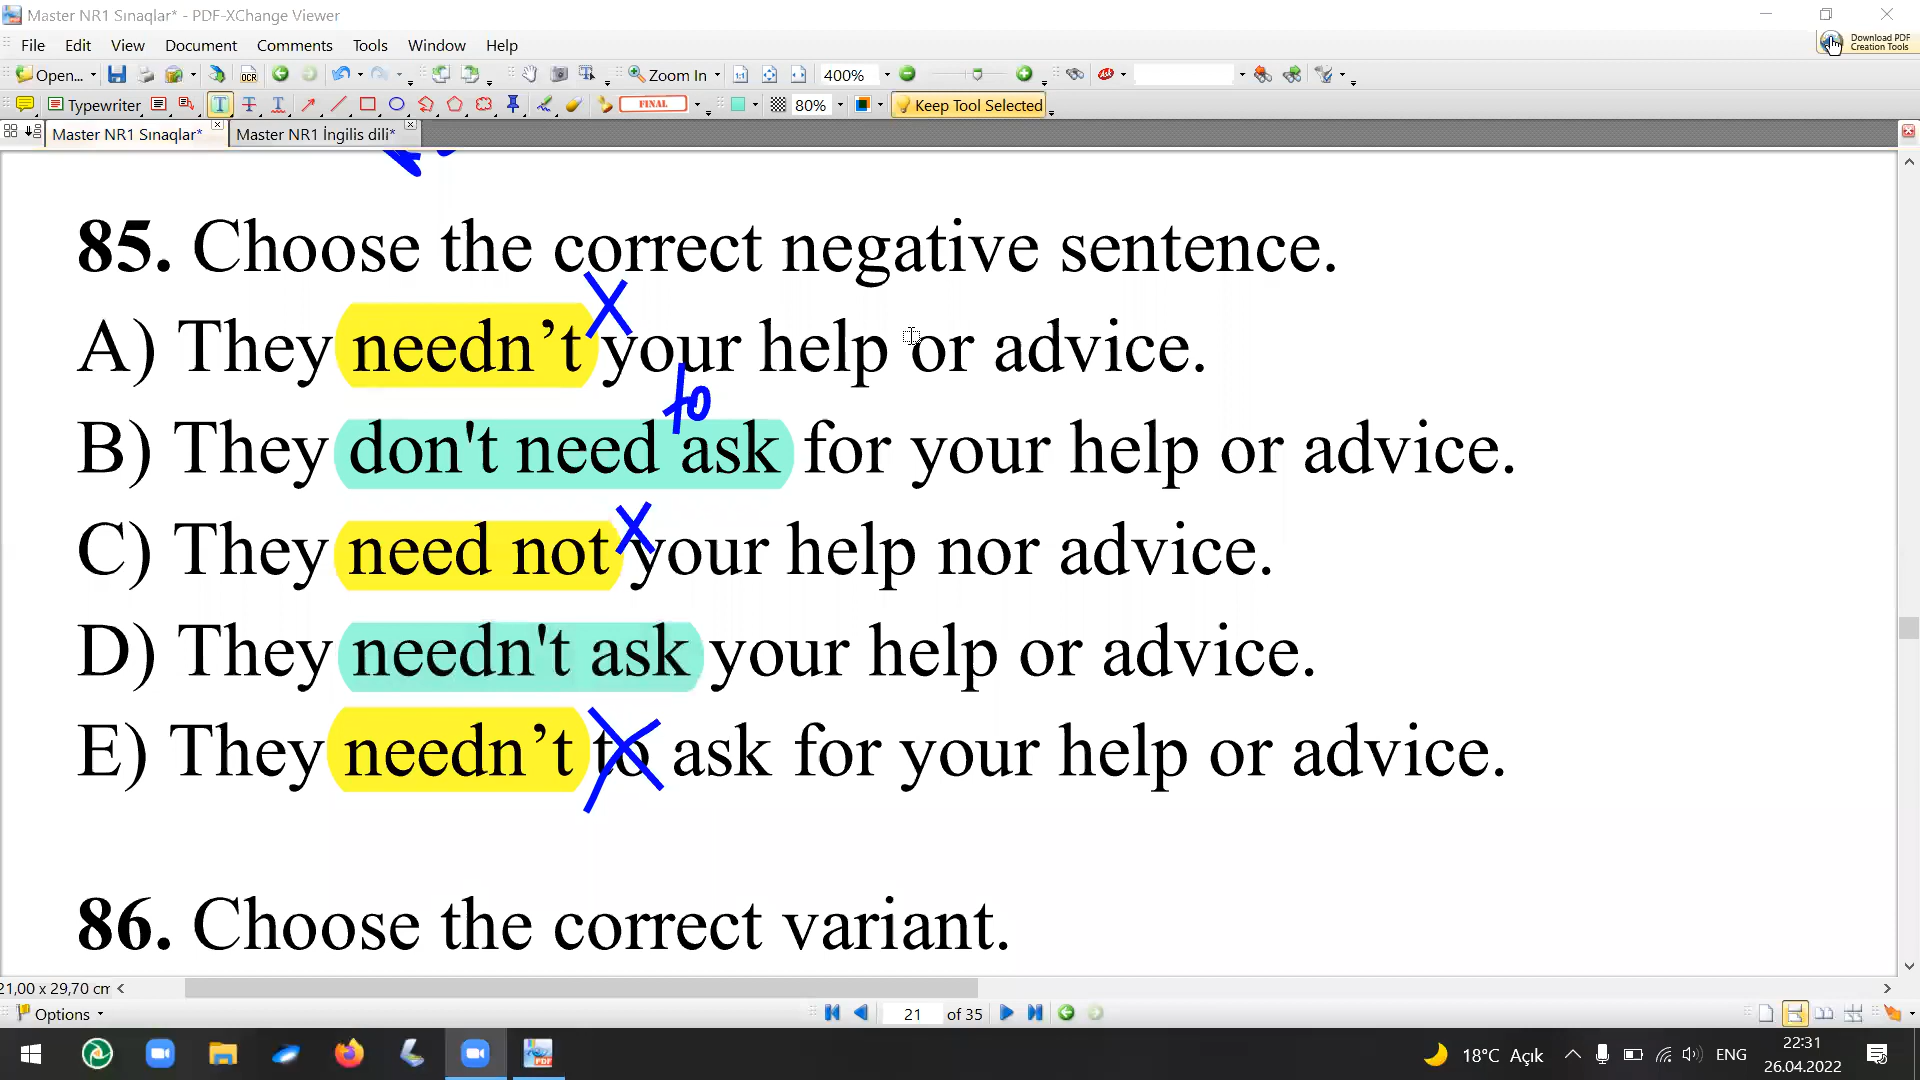 Master NR1 Sınaqlar* - PDF-XChange Viewer
File Edit View Document Comments Tools Window Help
Download PDF
Creation Tools
Open... OCR Zoom In 400%
Typewriter FINAL 80% Keep Tool Selected
Master NR1 Sınaqlar* Master NR1 İngilis dili*
85. Choose the correct negative sentence.
A) They needn’t your help or advice.
to
B) They don't need ask for your help or advice.
C) They need not your help nor advice.
D) They needn't ask your help or advice.
E) They needn’t to ask for your help or advice.
86. Choose the correct variant.
21,00 x 29,70 cm
Options 21 of 35
18°C Açık ENG 22:31
26.04.2022